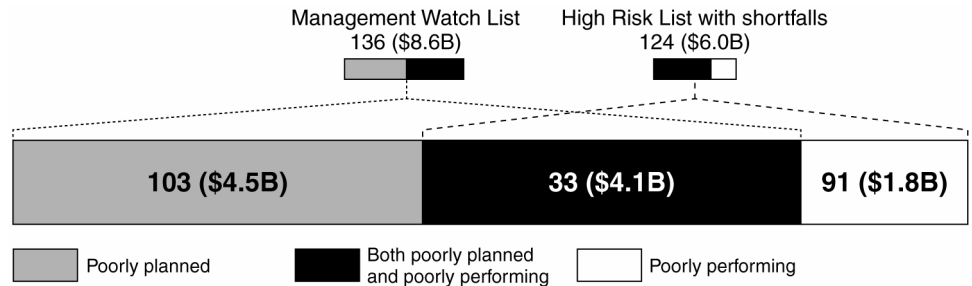 Management Watch List
136 ($8.6B)
High Risk List with shortfalls
124 ($6.0B)
103 ($4.5B)
33 ($4.1B)
91 ($1.8B)
Poorly planned
Both poorly planned
and poorly performing
Poorly performing